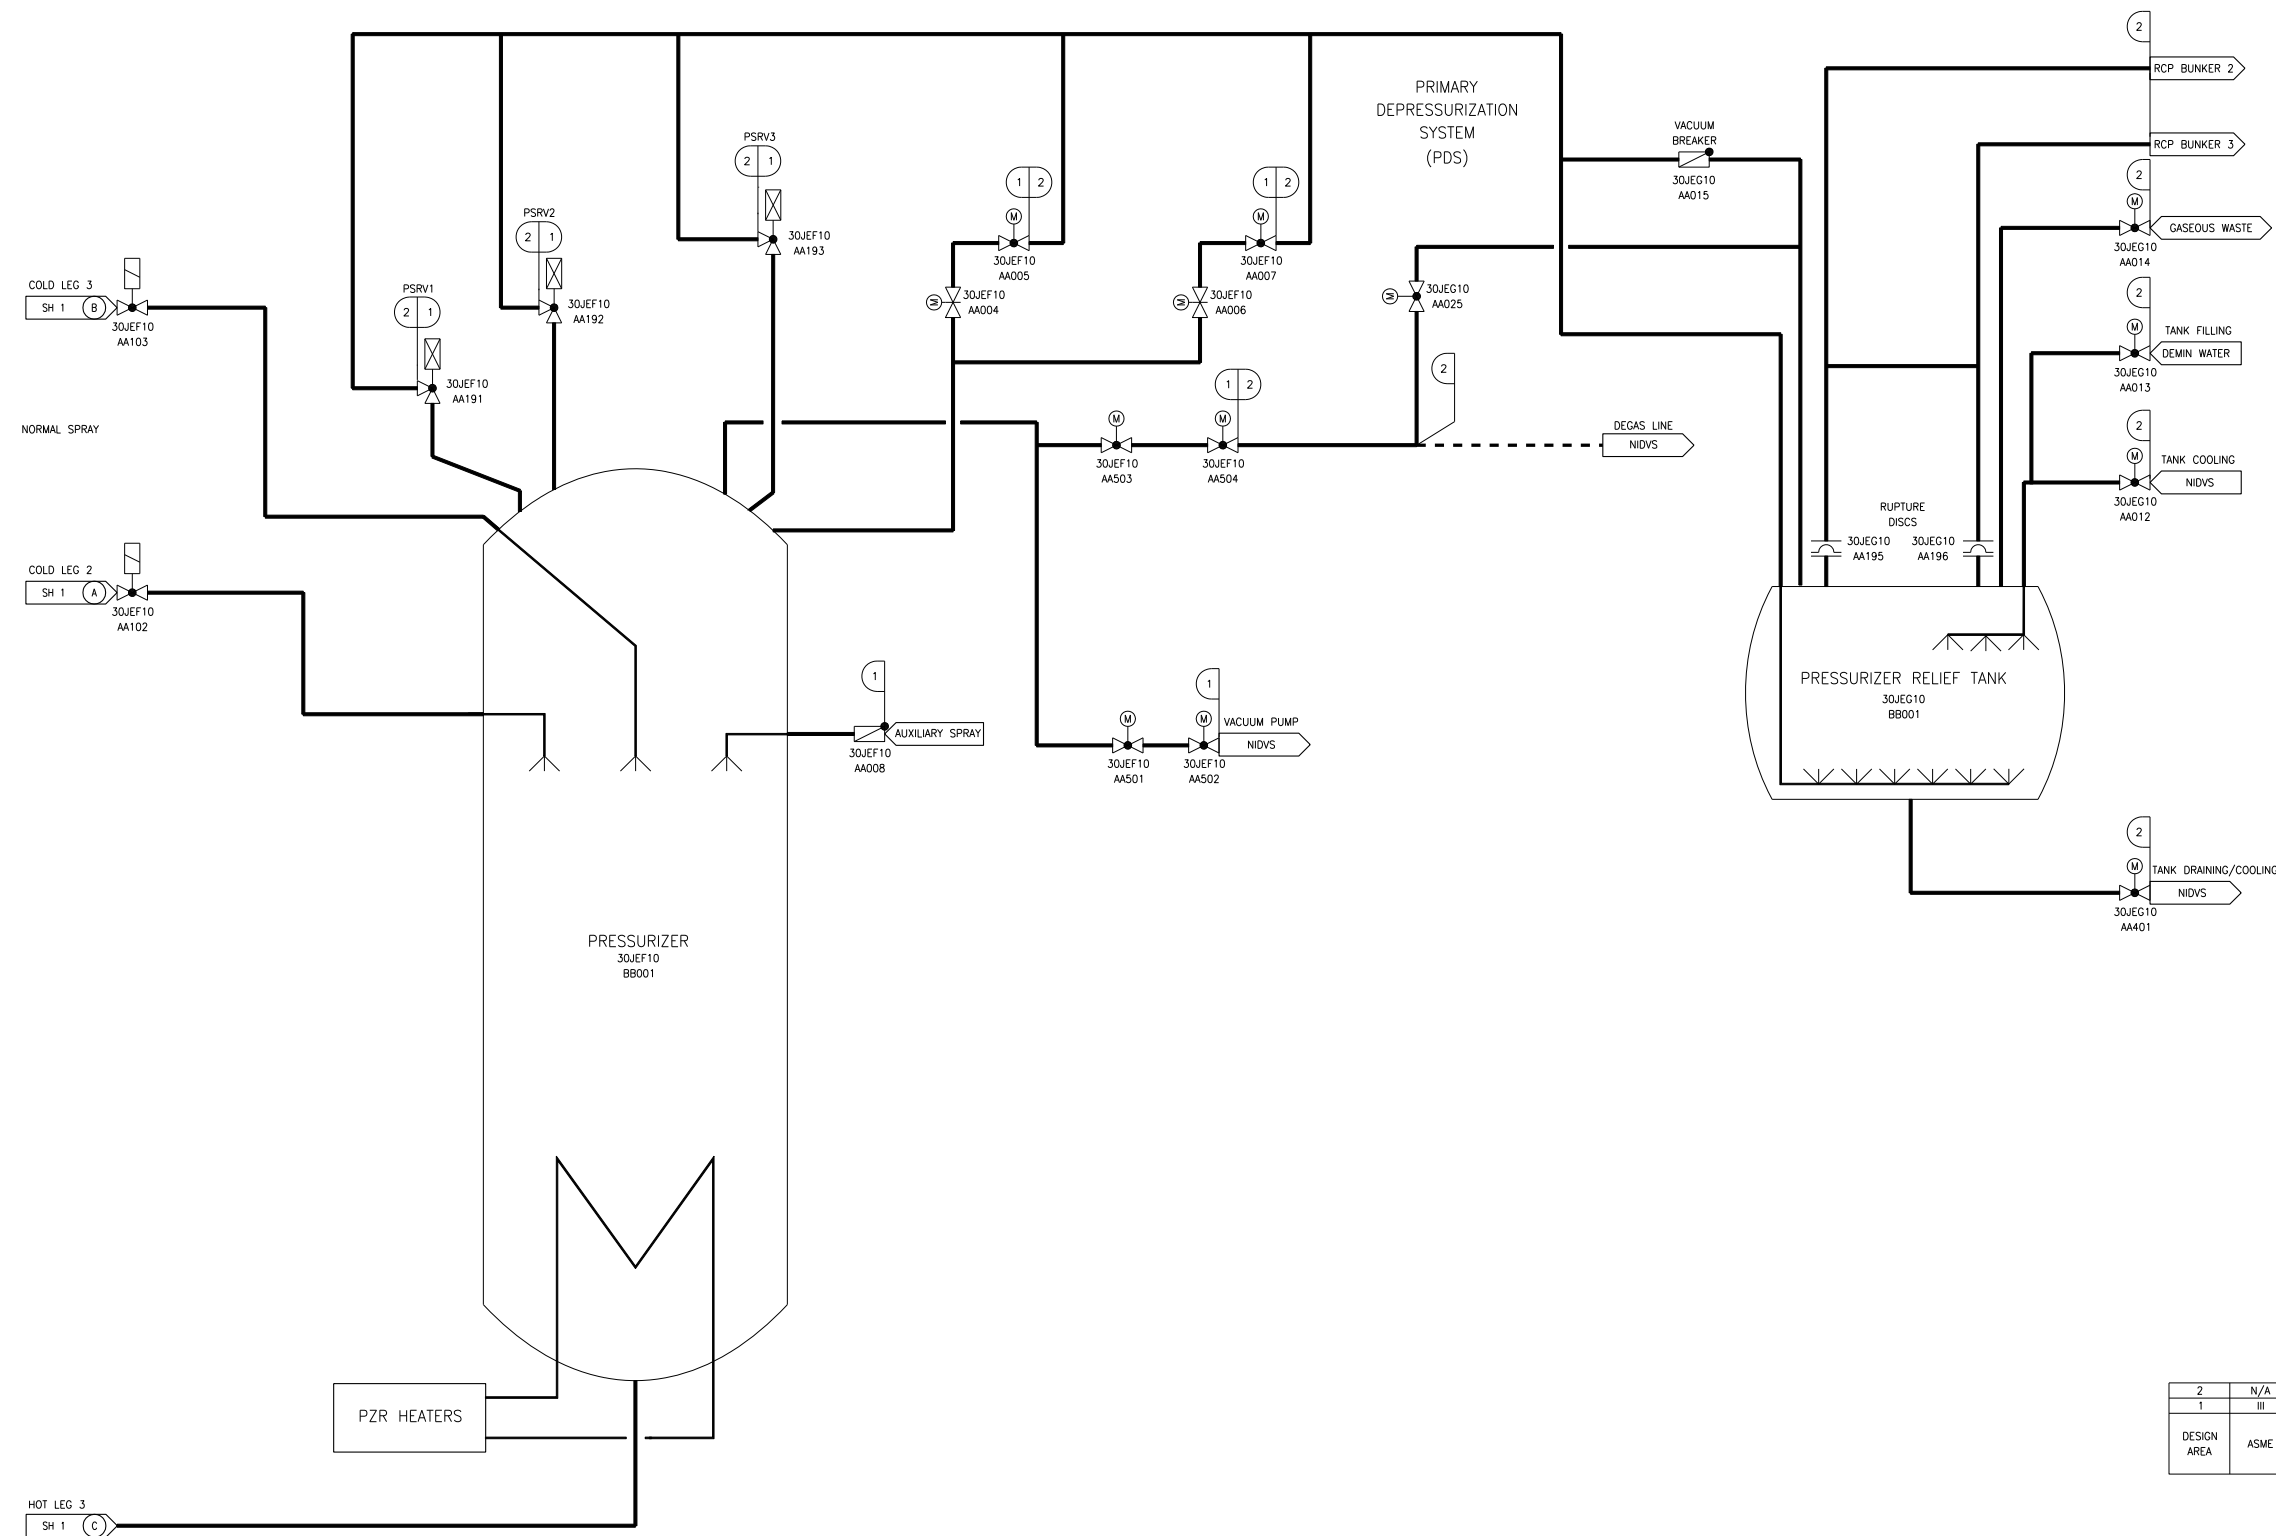 2
RCP BUNKER 2
PRIMARY
DEPRESSURIZATION
SYSTEM
(PDS)
VACUUM
BREAKER
30JEG10
AA015
RCP BUNKER 3
2
M
GASEOUS WASTE
30JEG10
AA014
PSRV3
2 1
30JEF10
AA193
1 2
M
30JEF10
AA005
1 2
M
30JEF10
AA007
PSRV2
2 1
30JEF10
AA192
M
30JEF10
AA004
M
30JEF10
AA006
M
30JEG10
AA025
COLD LEG 3
SH 1 B
30JEF10
AA103
PSRV1
2 1
30JEF10
AA191
2
M
TANK FILLING
DEMIN WATER
30JEG10
AA013
NORMAL SPRAY
1 2
2
M
30JEF10
AA503
M
30JEF10
AA504
DEGAS LINE
NIDVS
2
M
TANK COOLING
NIDVS
30JEG10
AA012
RUPTURE
DISCS
30JEG10
AA195
30JEG10
AA196
COLD LEG 2
SH 1 A
30JEF10
AA102
1
AUXILIARY SPRAY
30JEF10
AA008
1
M
30JEF10
AA501
M
30JEF10
AA502
VACUUM PUMP
NIDVS
PRESSURIZER RELIEF TANK
30JEG10
BB001
2
M
TANK DRAINING/COOLING
NIDVS
30JEG10
AA401
PRESSURIZER
30JEF10
BB001
PZR HEATERS
2 N/A
1 III
DESIGN
AREA
ASME
HOT LEG 3
SH 1 C